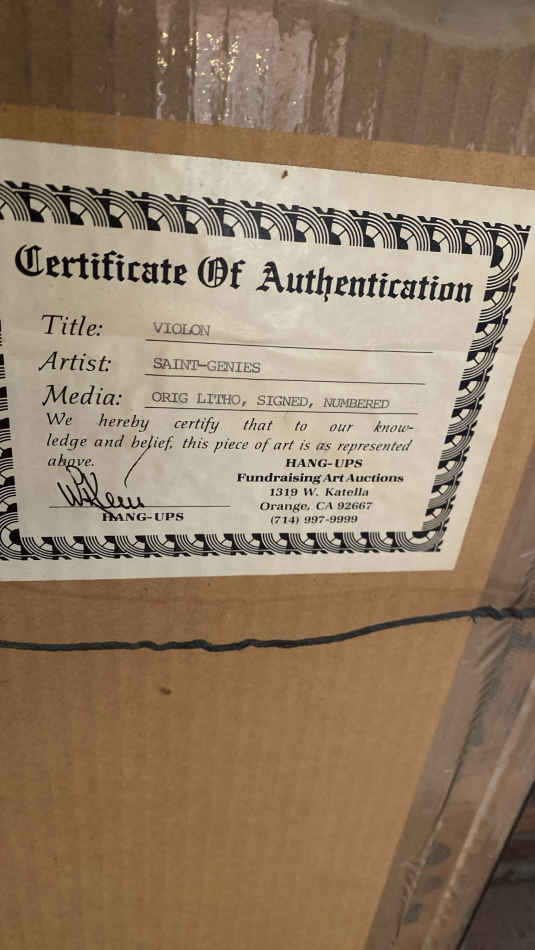 Certificate Of Authentication
Title: VIOLON
Artist: SAINT-GENIES
Media: ORIG LITHO, SIGNED, NUMBERED
We hereby certify that to our know-
ledge and belief, this piece of art is as represented
above.
HANG-UPS
Fundraising Art Auctions
1319 W. Katella
Orange, CA 92667
(714) 997-9999
HANG-UPS